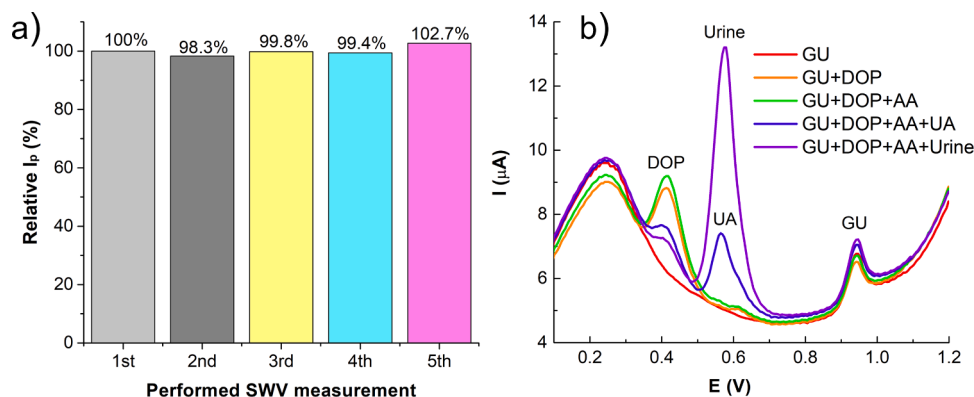 a)
Relative Ip (%)
120
100
80
60
40
20
0
100%
98.3%
99.8%
99.4%
102.7%
1st
2nd
3rd
4th
5th
Performed SWV measurement
b)
I (μA)
14
12
10
8
6
4
Urine
DOP
UA
GU
GU
GU+DOP
GU+DOP+AA
GU+DOP+AA+UA
GU+DOP+AA+Urine
0.2
0.4
0.6
0.8
1.0
1.2
E (V)